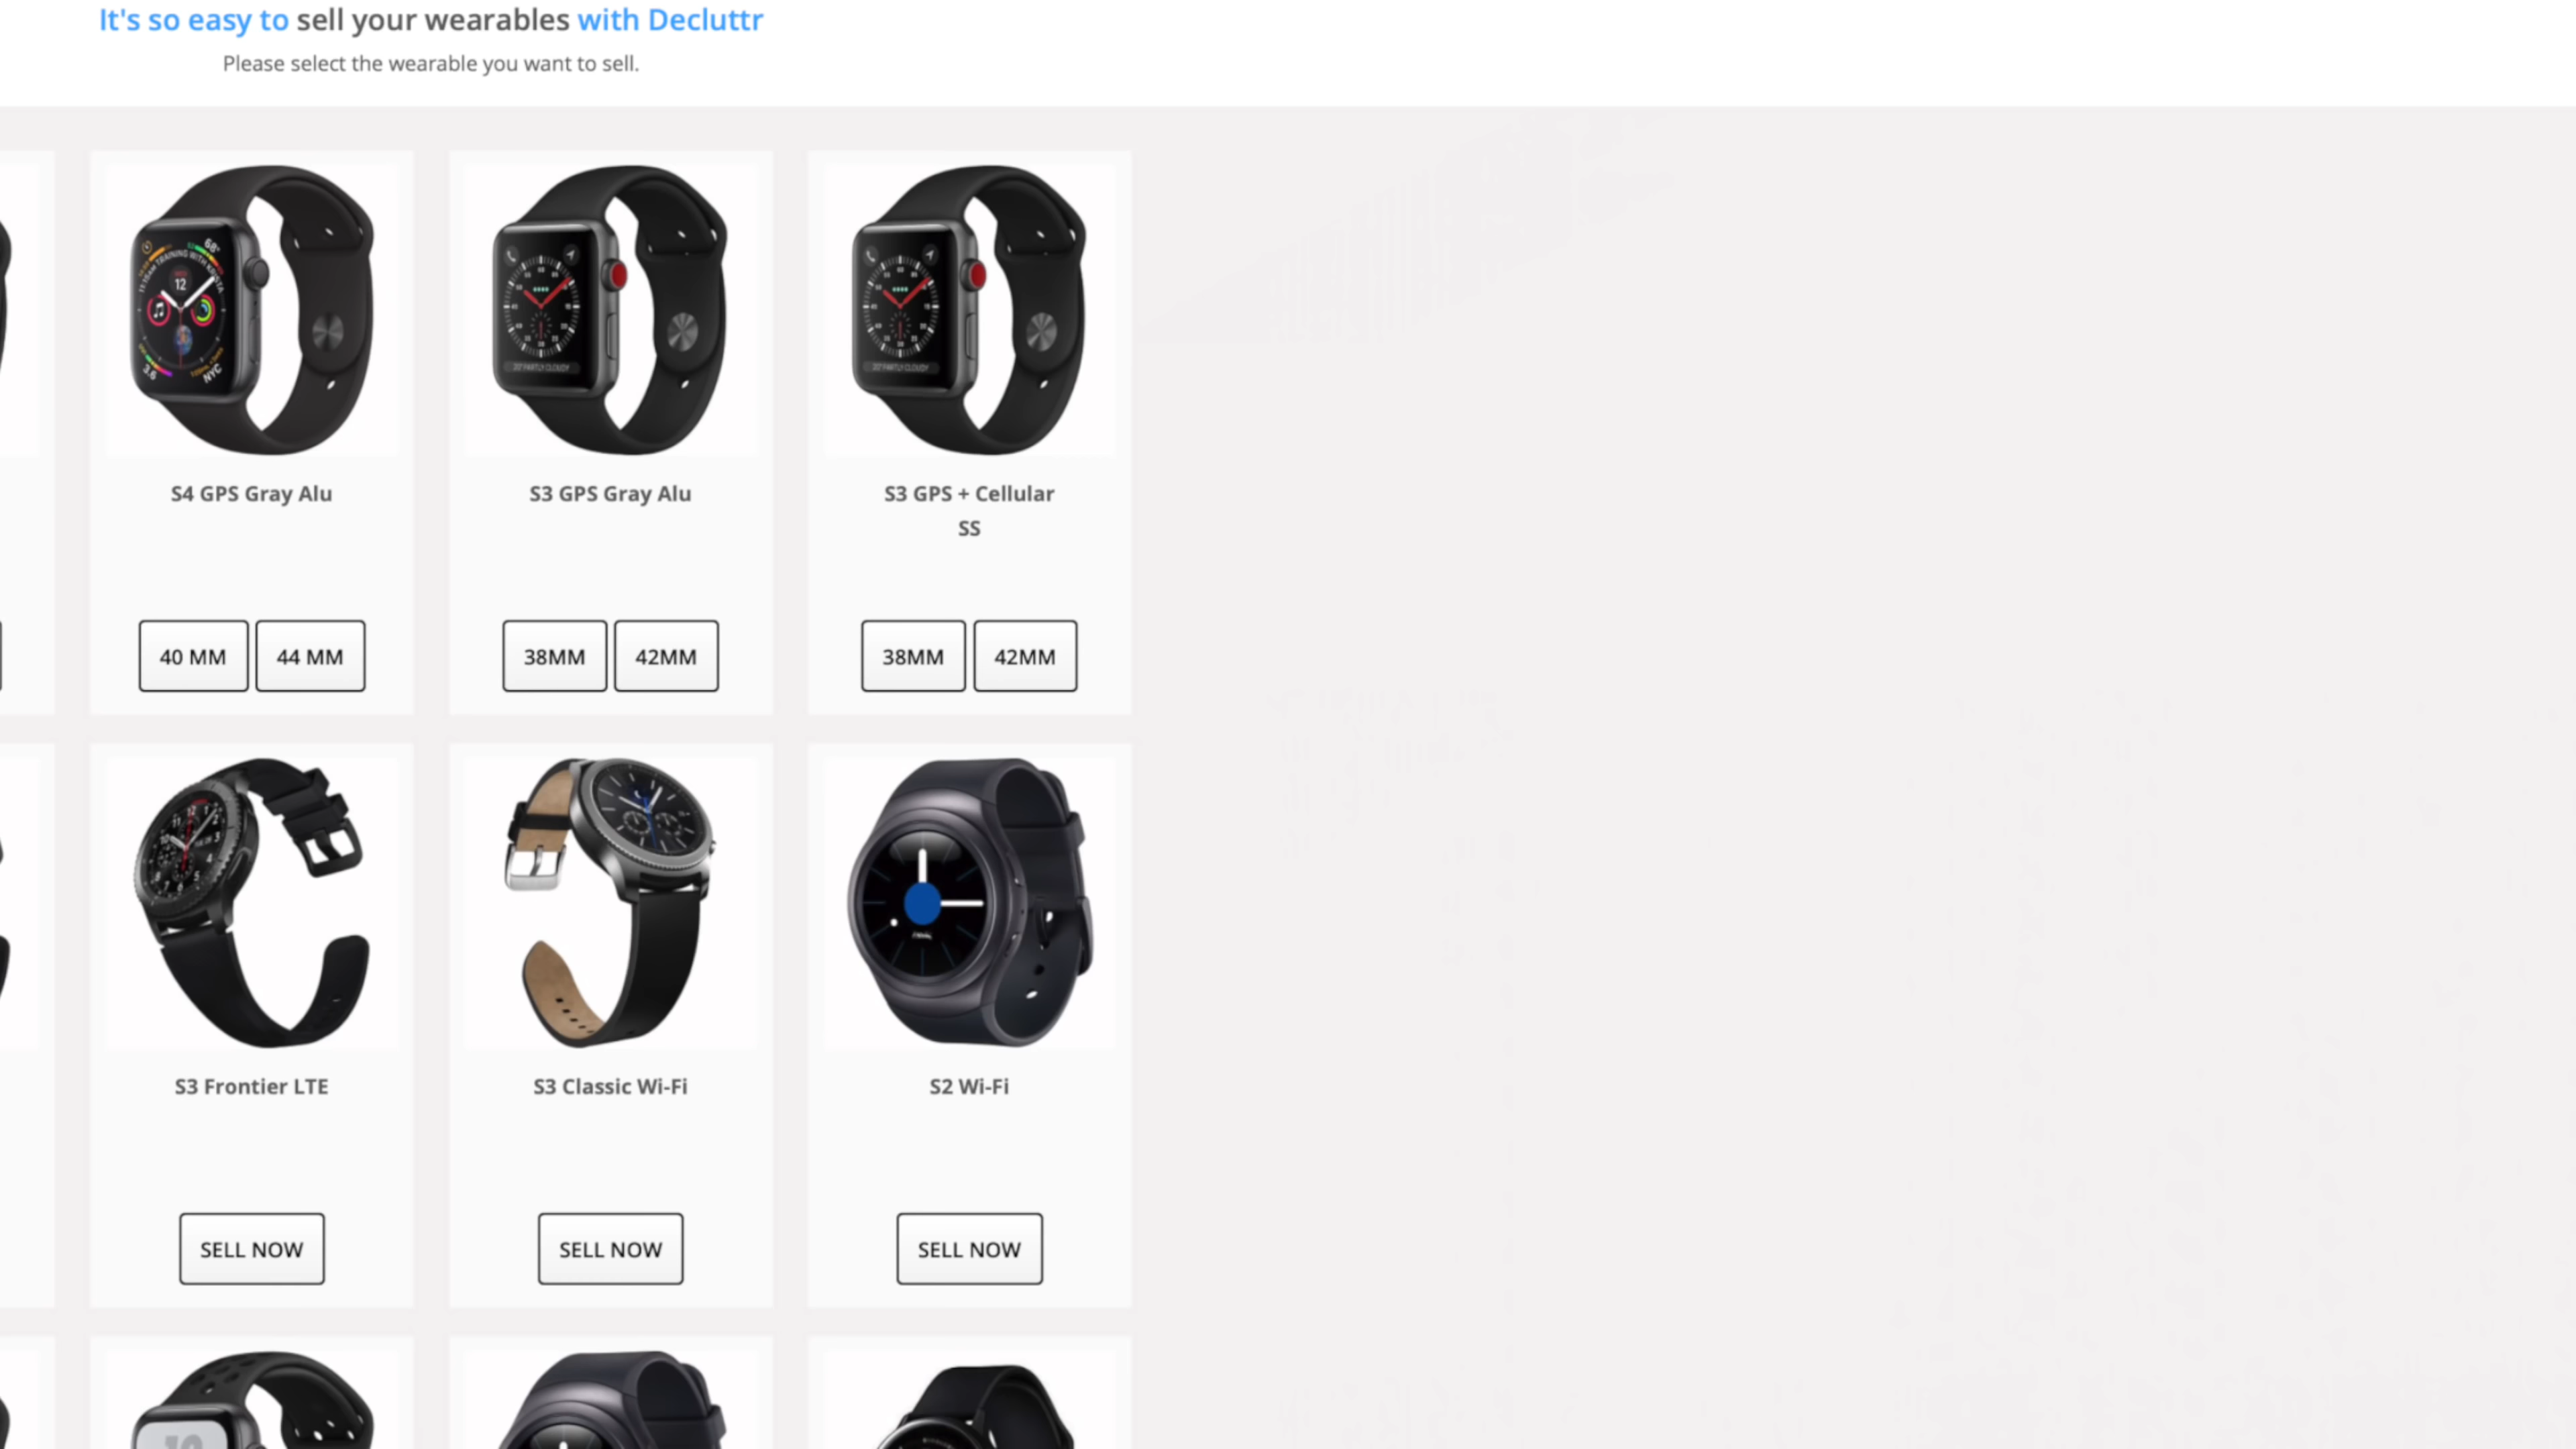 It's so easy to sell your wearables with Decluttr
Please select the wearable you want to sell.
S4 GPS Gray Alu
40 MM 44 MM
S3 GPS Gray Alu
38MM 42MM
S3 GPS + Cellular
SS
38MM 42MM
S3 Frontier LTE
SELL NOW
S3 Classic Wi-Fi
SELL NOW
S2 Wi-Fi
SELL NOW